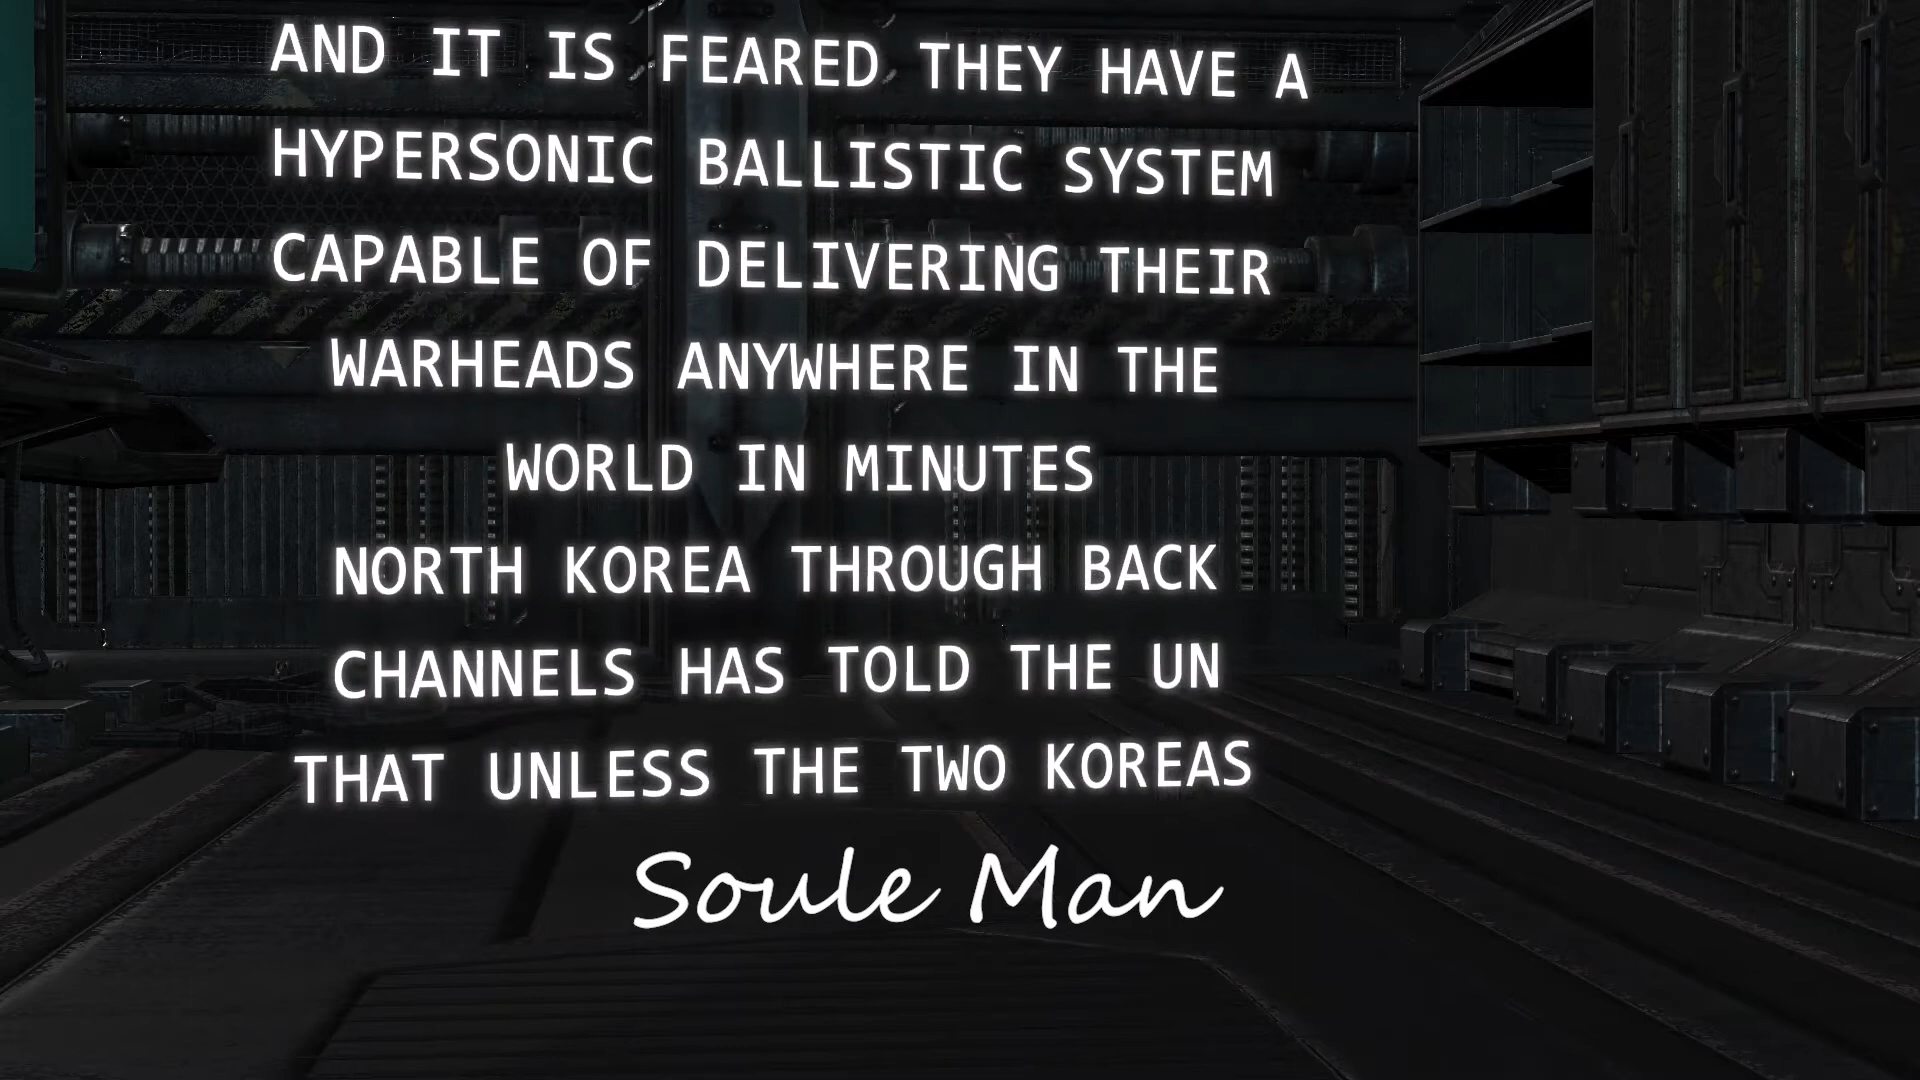 AND IT IS FEARED THEY HAVE A
HYPERSONIC BALLISTIC SYSTEM
CAPABLE OF DELIVERING THEIR
WARHEADS ANYWHERE IN THE
WORLD IN MINUTES
NORTH KOREA THROUGH BACK
CHANNELS HAS TOLD THE UN
THAT UNLESS THE TWO KOREAS
Soule Man